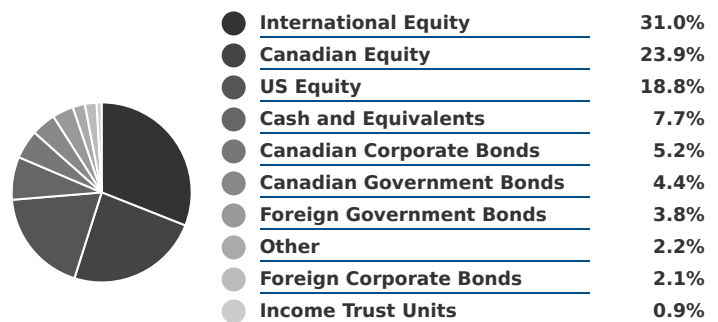 International Equity 31.0%
Canadian Equity 23.9%
US Equity 18.8%
Cash and Equivalents 7.7%
Canadian Corporate Bonds 5.2%
Canadian Government Bonds 4.4%
Foreign Government Bonds 3.8%
Other 2.2%
Foreign Corporate Bonds 2.1%
Income Trust Units 0.9%